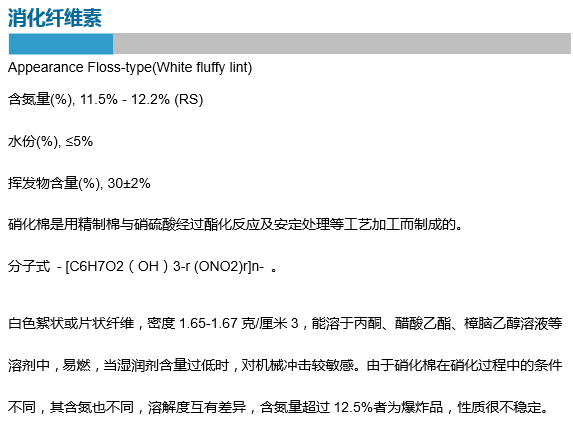 消化纤维素
Appearance Floss-type(White fluffy lint)
含氮量(%), 11.5% - 12.2% (RS)
水份(%), ≤5%
挥发物含量(%), 30±2%
硝化棉是用精制棉与硝硫酸经过酯化反应及安定处理等工艺加工而制成的。
分子式 - [C6H7O2（OH）3-r (ONO2)r]n- 。
白色絮状或片状纤维，密度 1.65-1.67 克/厘米 3，能溶于丙酮、醋酸乙酯、樟脑乙醇溶液等
溶剂中，易燃，当湿润剂含量过低时，对机械冲击较敏感。由于硝化棉在硝化过程中的条件
不同，其含氮也不同，溶解度互有差异，含氮量超过 12.5%者为爆炸品，性质很不稳定。